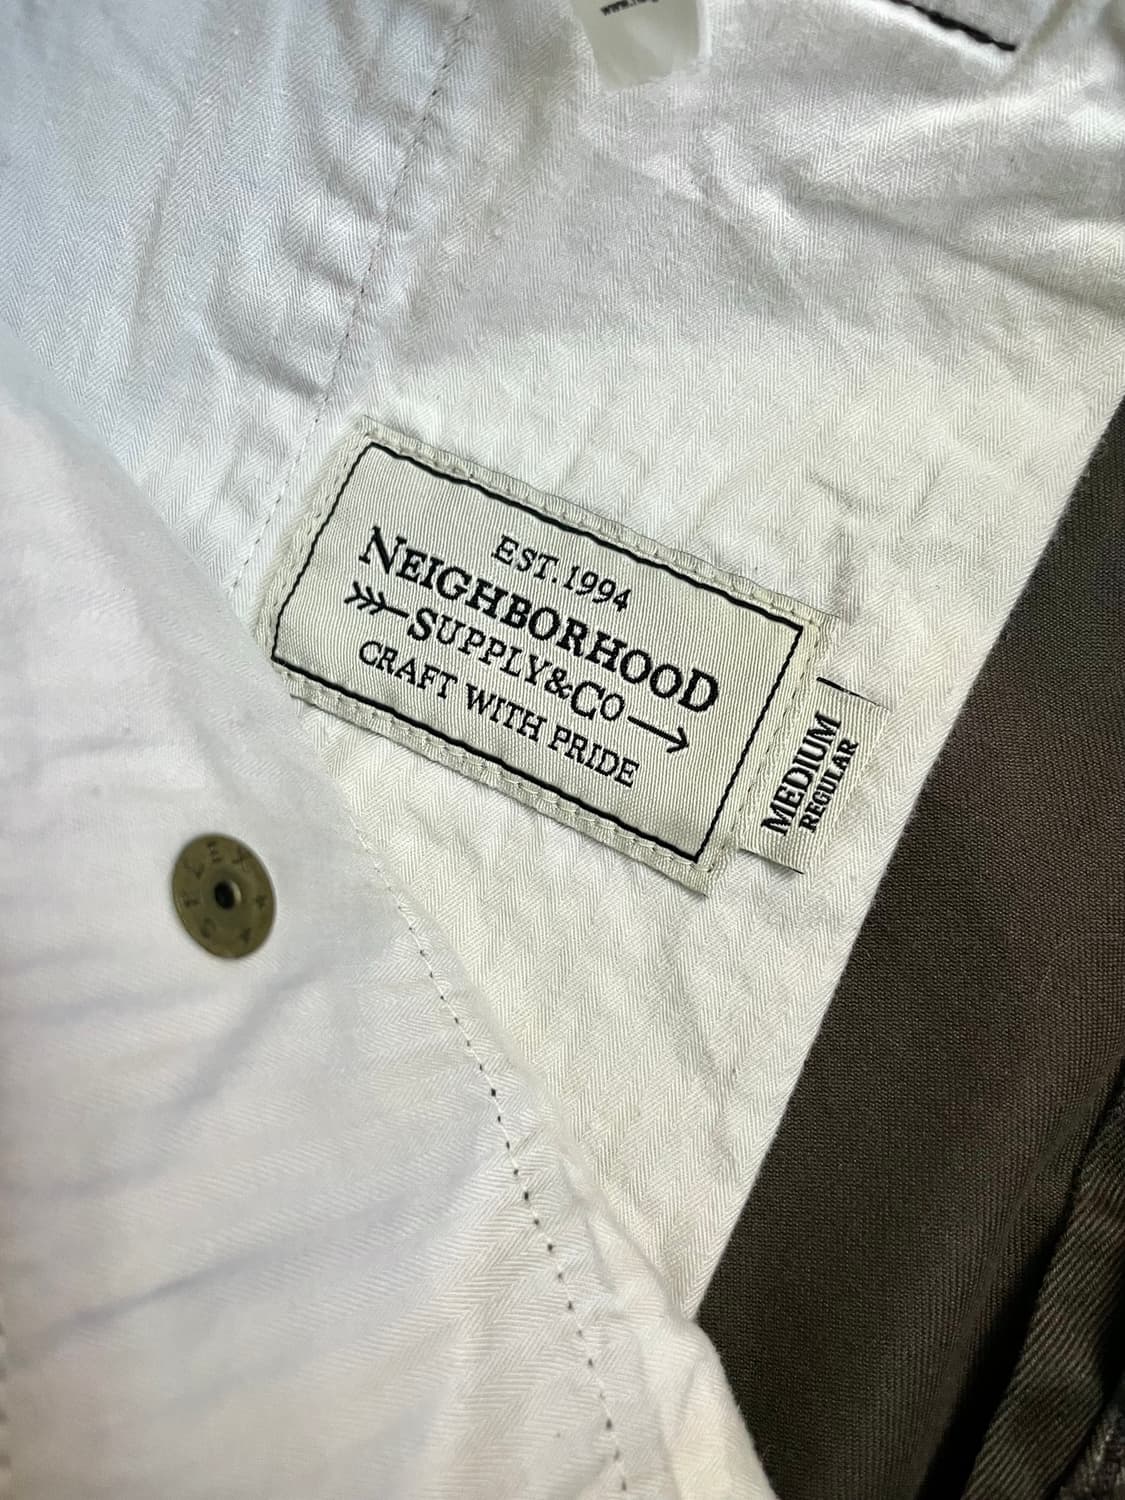 EST.1994
NEIGHBORHOOD
SUPPLY&CO
CRAFT WITH PRIDE
MEDIUM
REGULAR